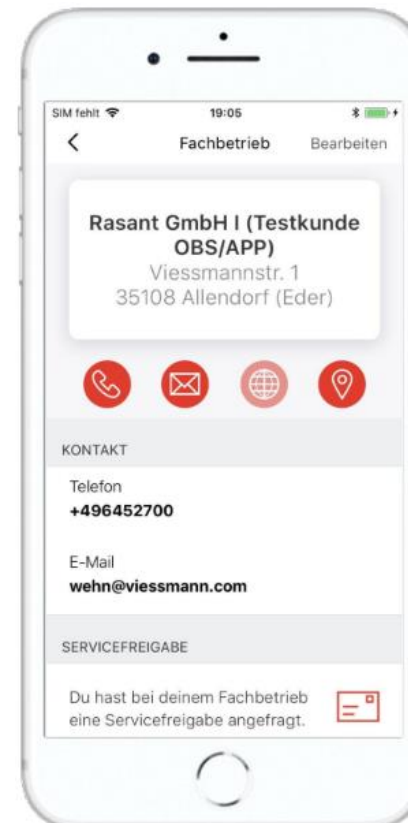 SIM fehlt 19:05
Fachbetrieb Bearbeiten
Rasant GmbH I (Testkunde
OBS/APP)
Viessmannstr. 1
35108 Allendorf (Eder)
KONTAKT
Telefon
+496452700
E-Mail
wehn@viessmann.com
SERVICEFREIGABE
Du hast bei deinem Fachbetrieb
eine Servicefreigabe angefragt.